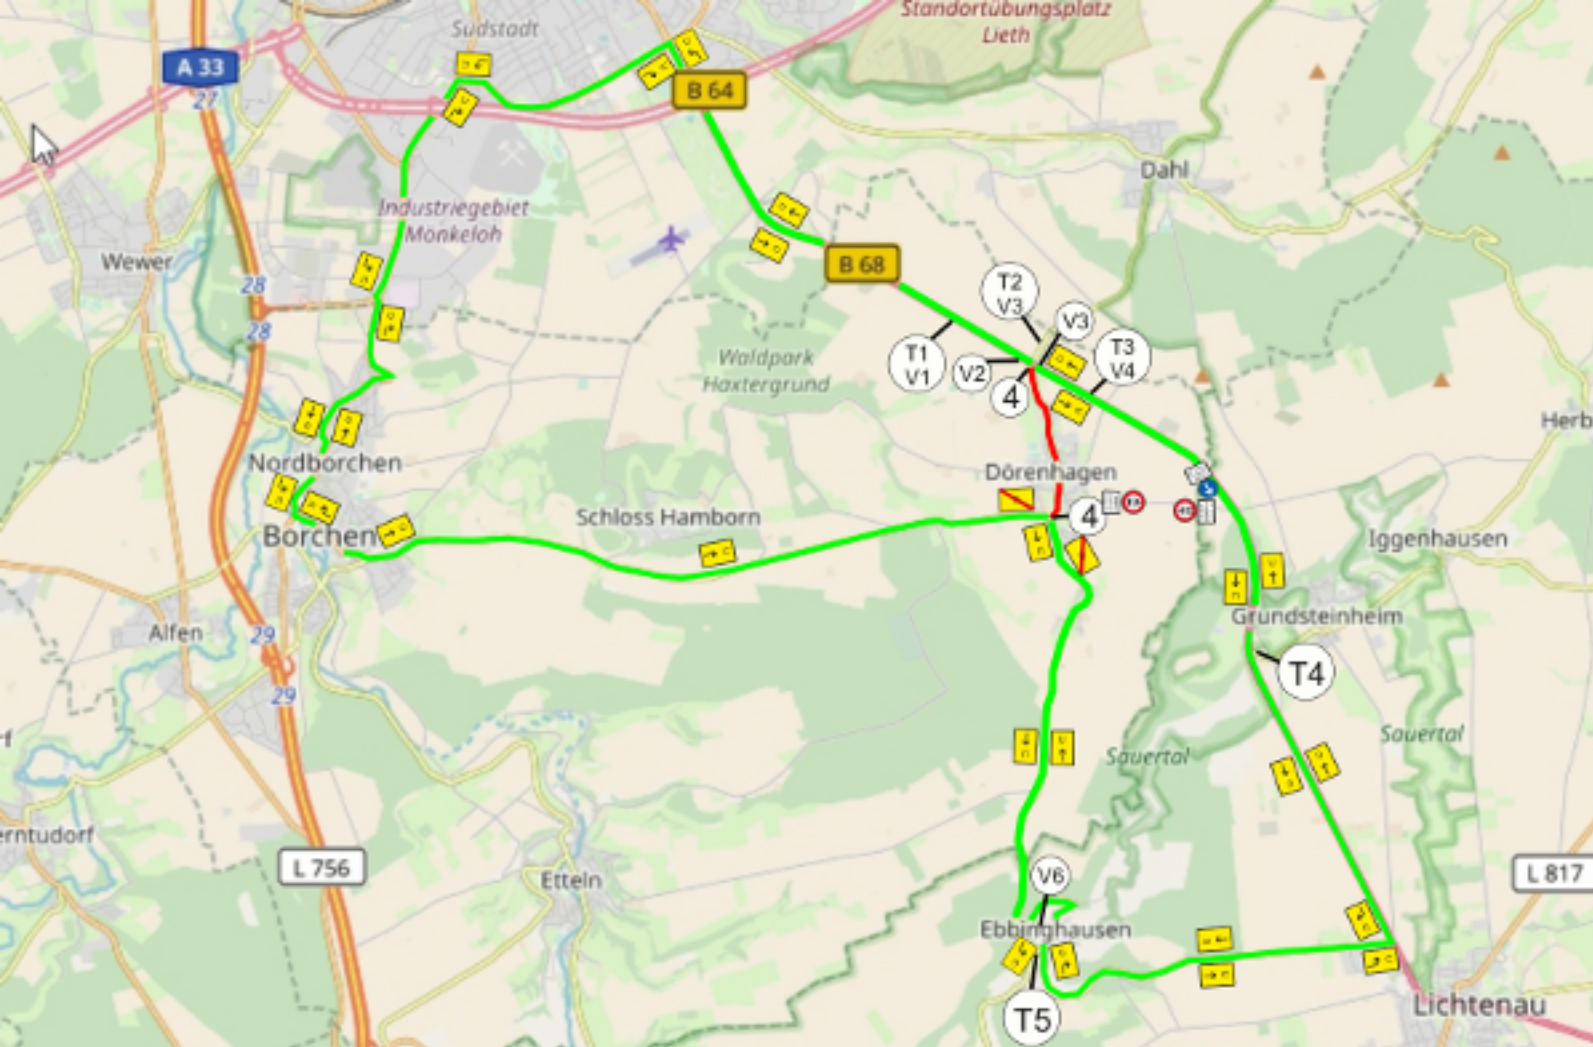 Standortübungsplatz
Lieth
Südstadt
A 33
27
B 64
Dahl
Industriegebiet
Mönkeloh
Wewer
28
28
B 68
T2
V3
V3
T1
V1
V2
T3
V4
4
Waldpark
Haxtergrund
Herb
Nordborchen
Dörenhagen
Borchen
Schloss Hamborn
4
Iggenhausen
Alfen
29
29
Grundsteinheim
T4
Sauertal
Sauertal
erntudorf
L 756
Etteln
V6
L 817
Ebbinghausen
T5
Lichtenau